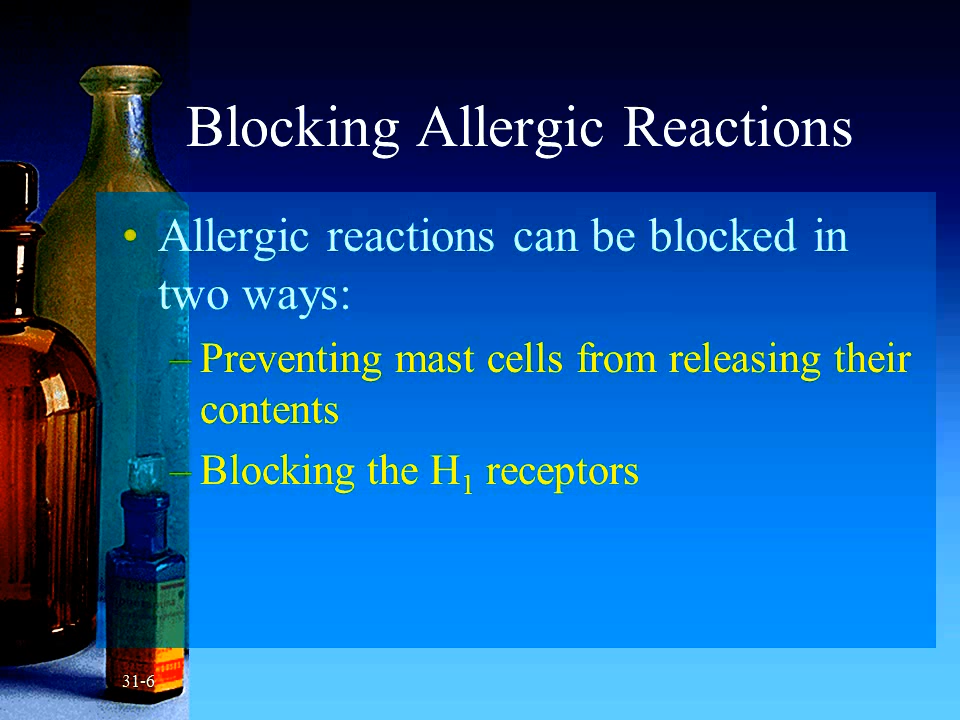 Blocking Allergic Reactions
• Allergic reactions can be blocked in
two ways:
– Preventing mast cells from releasing their
contents
– Blocking the H₁ receptors
31-6